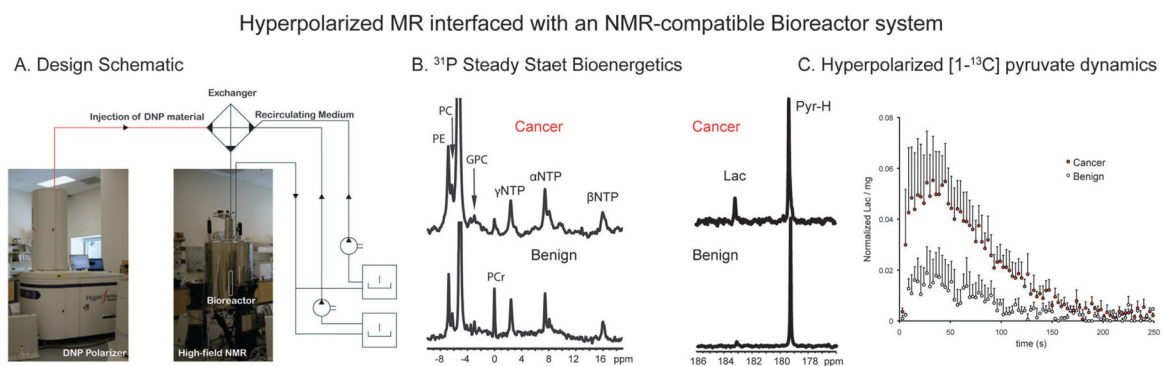 Hyperpolarized MR interfaced with an NMR-compatible Bioreactor system
A. Design Schematic
Exchanger
Injection of DNP material
Recirculating Medium
Bioreactor
DNP Polarizer
High-field NMR
B. ³¹P Steady Staet Bioenergetics
Cancer
PC
PE
GPC
γNTP
αNTP
βNTP
Benign
PCr
-8 -4 0 4 8 12 16 ppm
Pyr-H
Cancer
Lac
Benign
186 184 182 180 178 ppm
C. Hyperpolarized [1-¹³C] pyruvate dynamics
Normalized Lac / mg
0.08
0.06
0.04
0.02
0
0 50 100 150 200 250
time (s)
Cancer
Benign